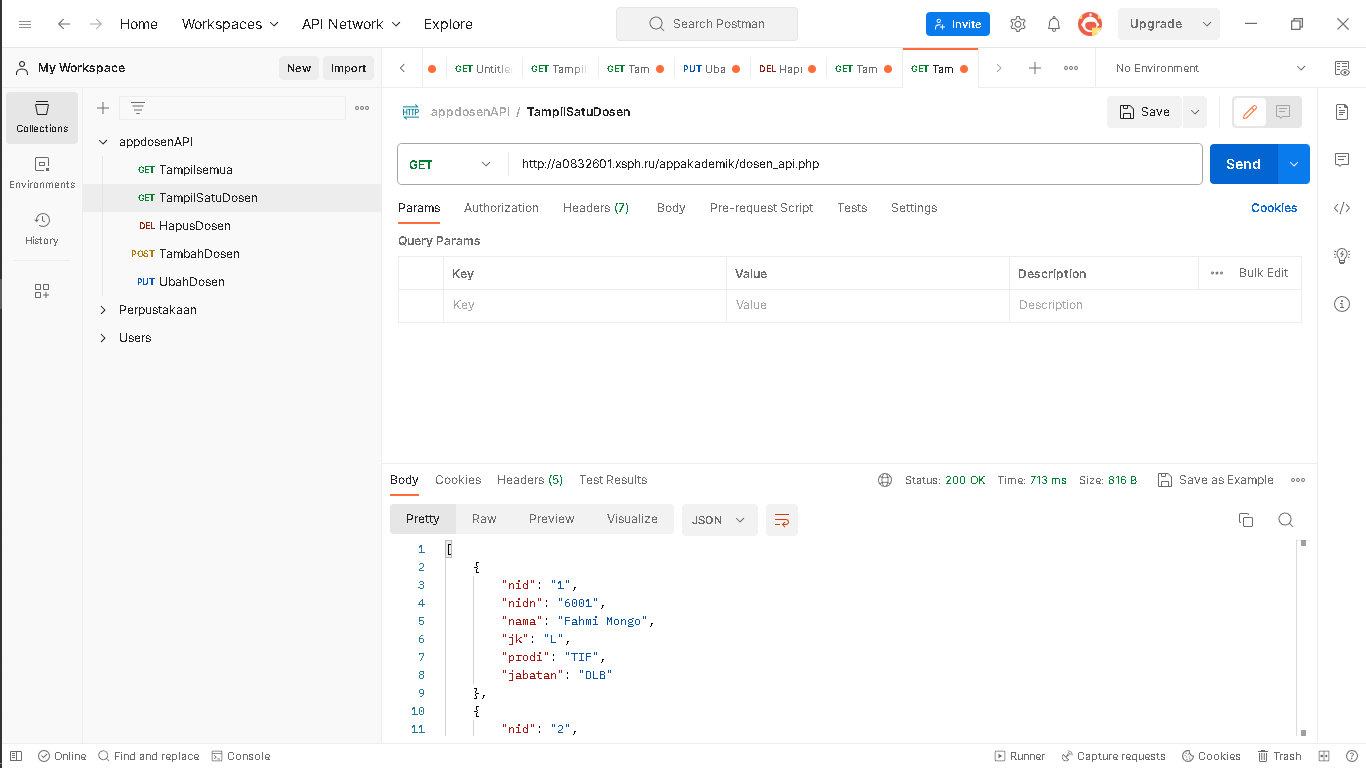 Home Workspaces API Network Explore Search Postman Invite Upgrade
My Workspace New Import GET Untitle GET Tampil GET Tam PUT Uba DEL Hapu GET Tam GET Tam No Environment
Collections
Environments
History
appdosenAPI
GET Tampilsemua
GET TampilSatuDosen
DEL HapusDosen
POST TambahDosen
PUT UbahDosen
Perpustakaan
Users
HTTP appdosenAPI / TampilSatuDosen Save
GET http://a0832601.xsph.ru/appakademik/dosen_api.php Send
Params Authorization Headers (7) Body Pre-request Script Tests Settings Cookies
Query Params
Key Value Description Bulk Edit
Key Value Description
Body Cookies Headers (5) Test Results Status: 200 OK Time: 713 ms Size: 816 B Save as Example
Pretty Raw Preview Visualize JSON
1 [
2 {
3 "nid": "1",
4 "nidn": "6001",
5 "nama": "Fahmi Mongo",
6 "jk": "L",
7 "prodi": "TIF",
8 "jabatan": "DLB"
9 },
10 {
11 "nid": "2",
Online Find and replace Console Runner Capture requests Cookies Trash